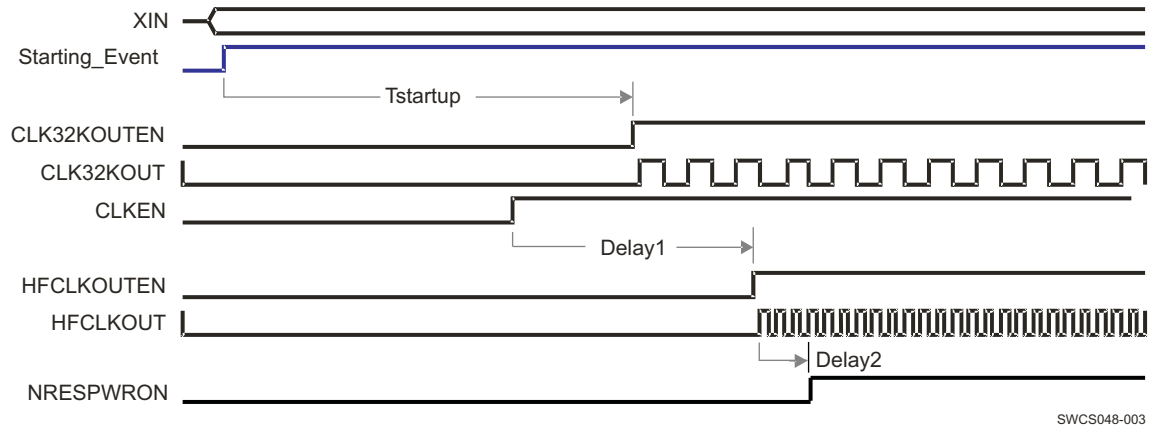 XIN
Starting_Event
Tstartup
CLK32KOUTEN
CLK32KOUT
CLKEN
Delay1
HFCLKOUTEN
HFCLKOUT
Delay2
NRESPWRON
SWCS048-003